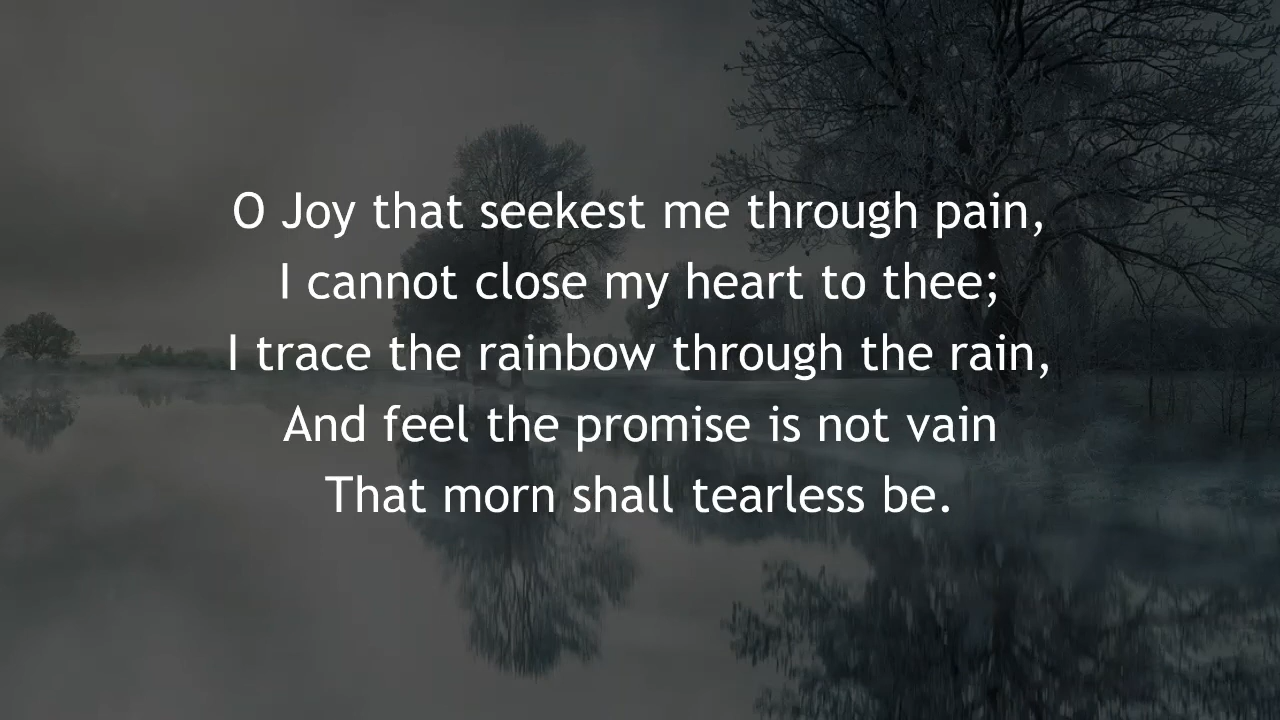 O Joy that seekest me through pain,
I cannot close my heart to thee;
I trace the rainbow through the rain,
And feel the promise is not vain
That morn shall tearless be.